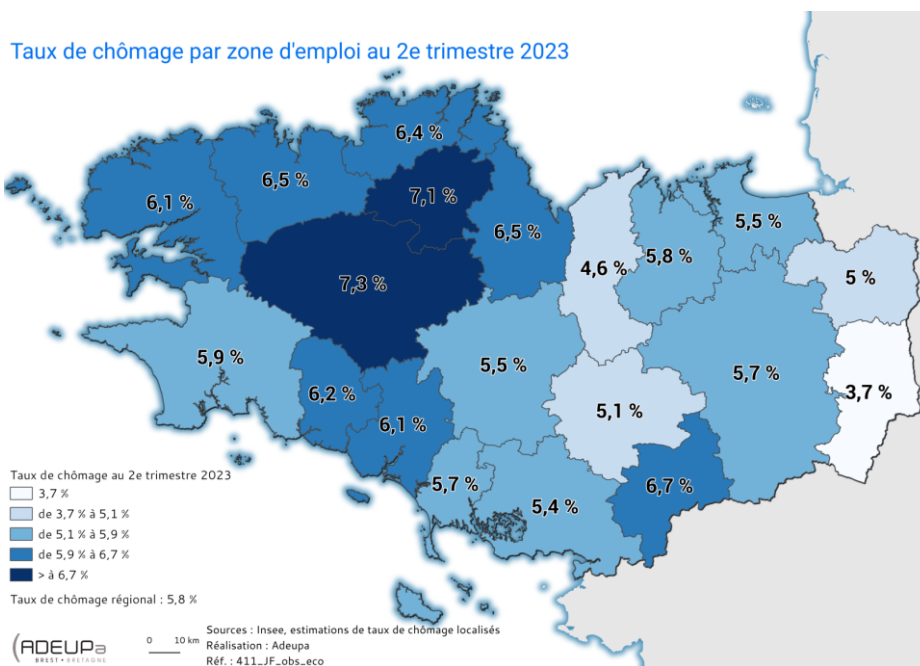 Taux de chômage par zone d'emploi au 2e trimestre 2023
6,4 %
6,5 %
6,1 %
7,1 %
6,5 %
5,5 %
5,8 %
4,6 %
5 %
7,3 %
5,9 %
5,5 %
5,7 %
3,7 %
6,2 %
5,1 %
6,1 %
5,7 %
6,7 %
5,4 %
Taux de chômage au 2e trimestre 2023
3,7 %
de 3,7 % à 5,1 %
de 5,1 % à 5,9 %
de 5,9 % à 6,7 %
> à 6,7 %
Taux de chômage régional : 5,8 %
ADEUPa
BREST • BRETAGNE
0 10 km
Sources : Insee, estimations de taux de chômage localisés
Réalisation : Adeupa
Réf. : 411_JF_obs_eco